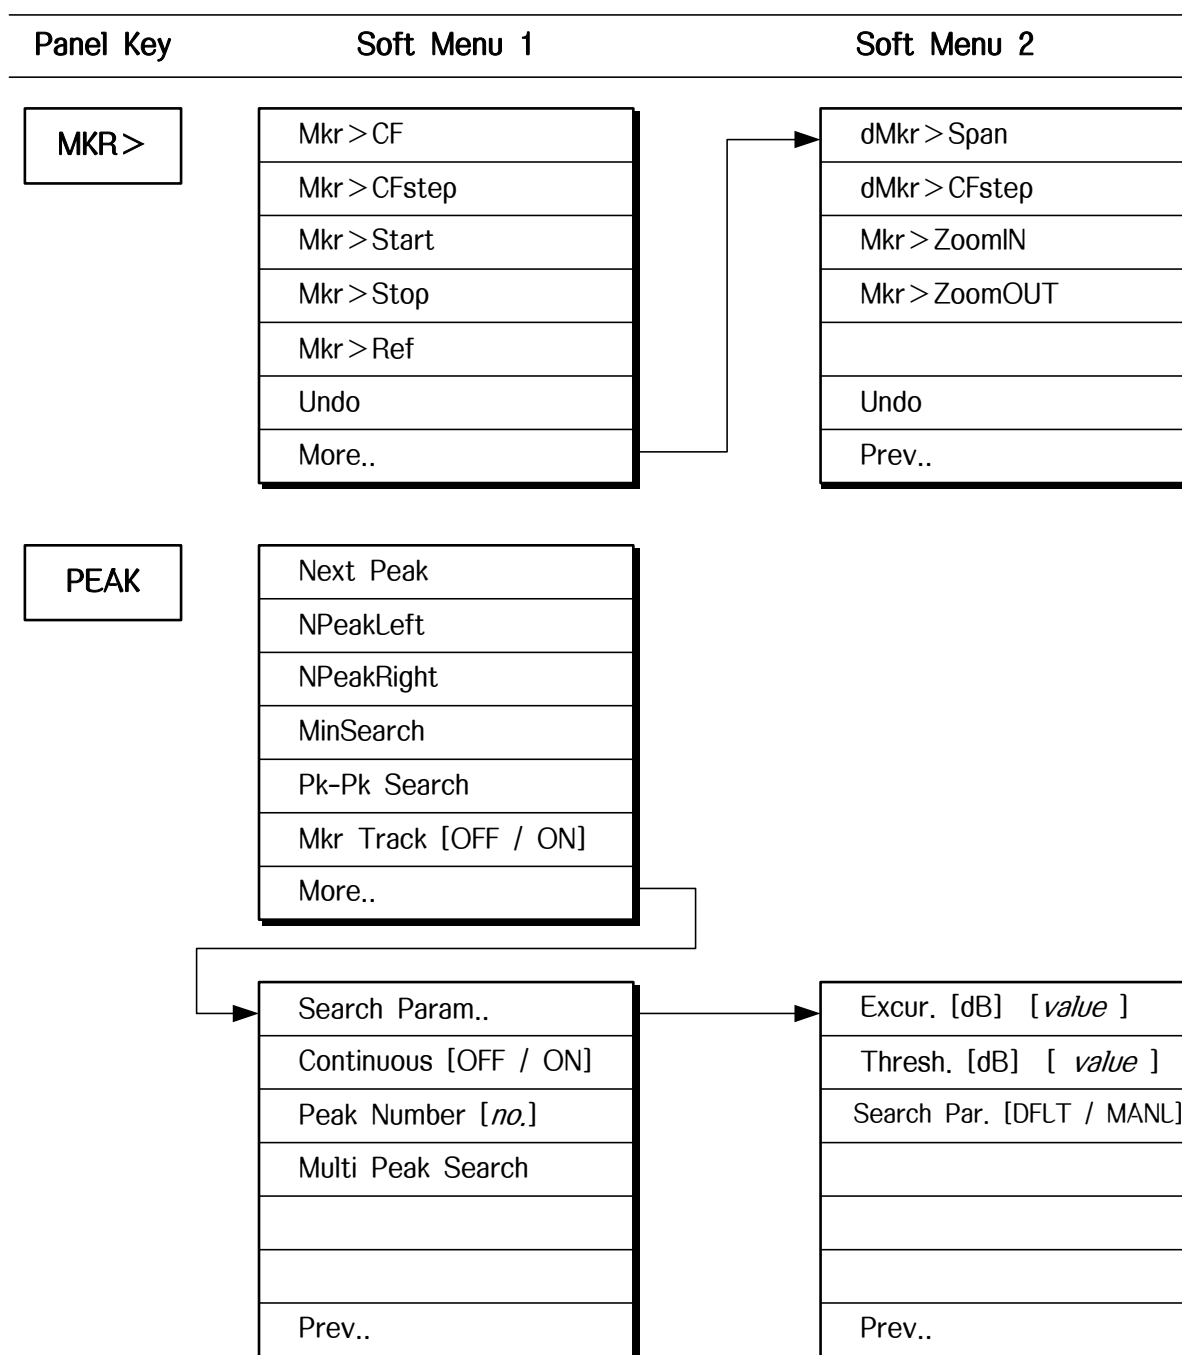 Panel Key Soft Menu 1 Soft Menu 2
MKR>
Mkr>CF
Mkr>CFstep
Mkr>Start
Mkr>Stop
Mkr>Ref
Undo
More..
dMkr>Span
dMkr>CFstep
Mkr>ZoomIN
Mkr>ZoomOUT
Undo
Prev..
PEAK
Next Peak
NPeakLeft
NPeakRight
MinSearch
Pk-Pk Search
Mkr Track [OFF / ON]
More..
Search Param..
Continuous [OFF / ON]
Peak Number [no.]
Multi Peak Search
Prev..
Excur. [dB] [value ]
Thresh. [dB] [ value ]
Search Par. [DFLT / MANL]
Prev..